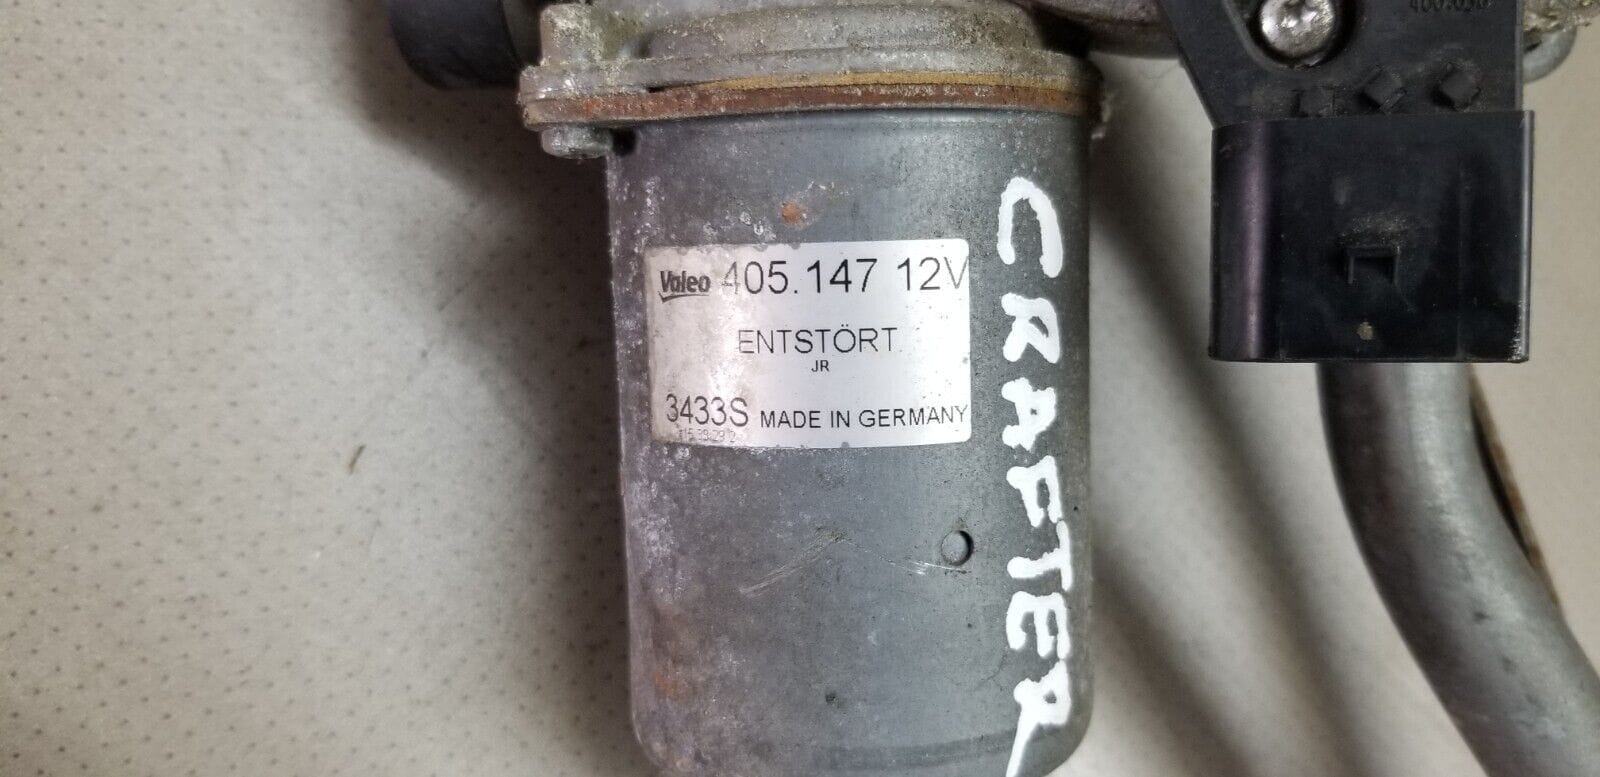 Valeo 405.147 12V
ENTSTÖRT
JR
3433S MADE IN GERMANY
CRAFTER